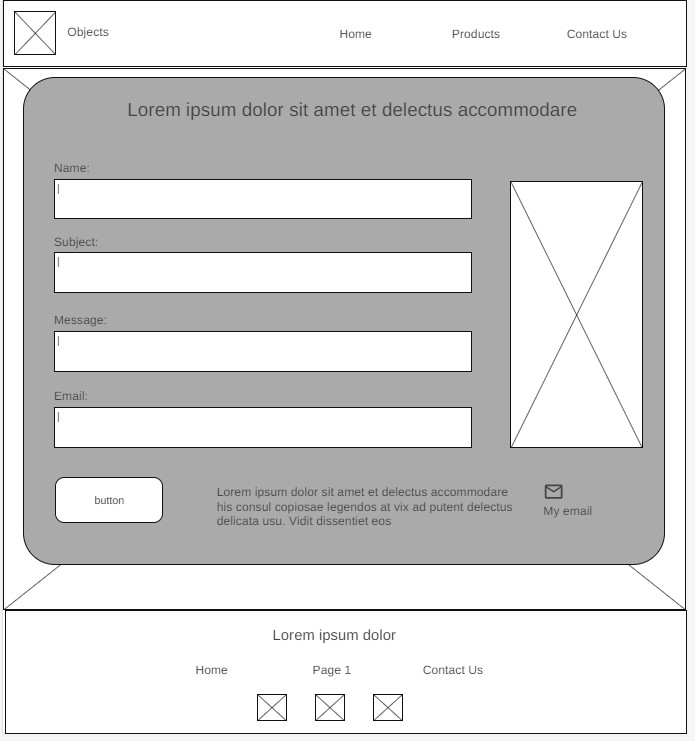 Objects
Home
Products
Contact Us
Lorem ipsum dolor sit amet et delectus accommodare
Name:
Subject:
Message:
Email:
button
Lorem ipsum dolor sit amet et delectus accommodare
his consul copiosae legendos at vix ad putent delectus
delicata usu. Vidit dissentiet eos
My email
Lorem ipsum dolor
Home
Page 1
Contact Us